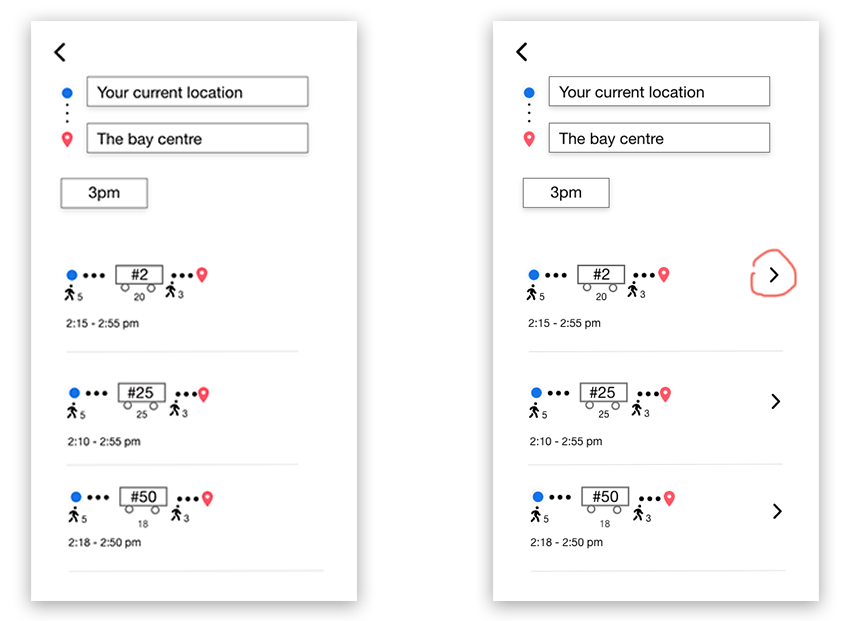 Your current location
The bay centre
3pm
#2
5 20 3
2:15 - 2:55 pm
#25
5 25 3
2:10 - 2:55 pm
#50
5 18 3
2:18 - 2:50 pm
Your current location
The bay centre
3pm
#2
5 20 3
2:15 - 2:55 pm
#25
5 25 3
2:10 - 2:55 pm
#50
5 18 3
2:18 - 2:50 pm